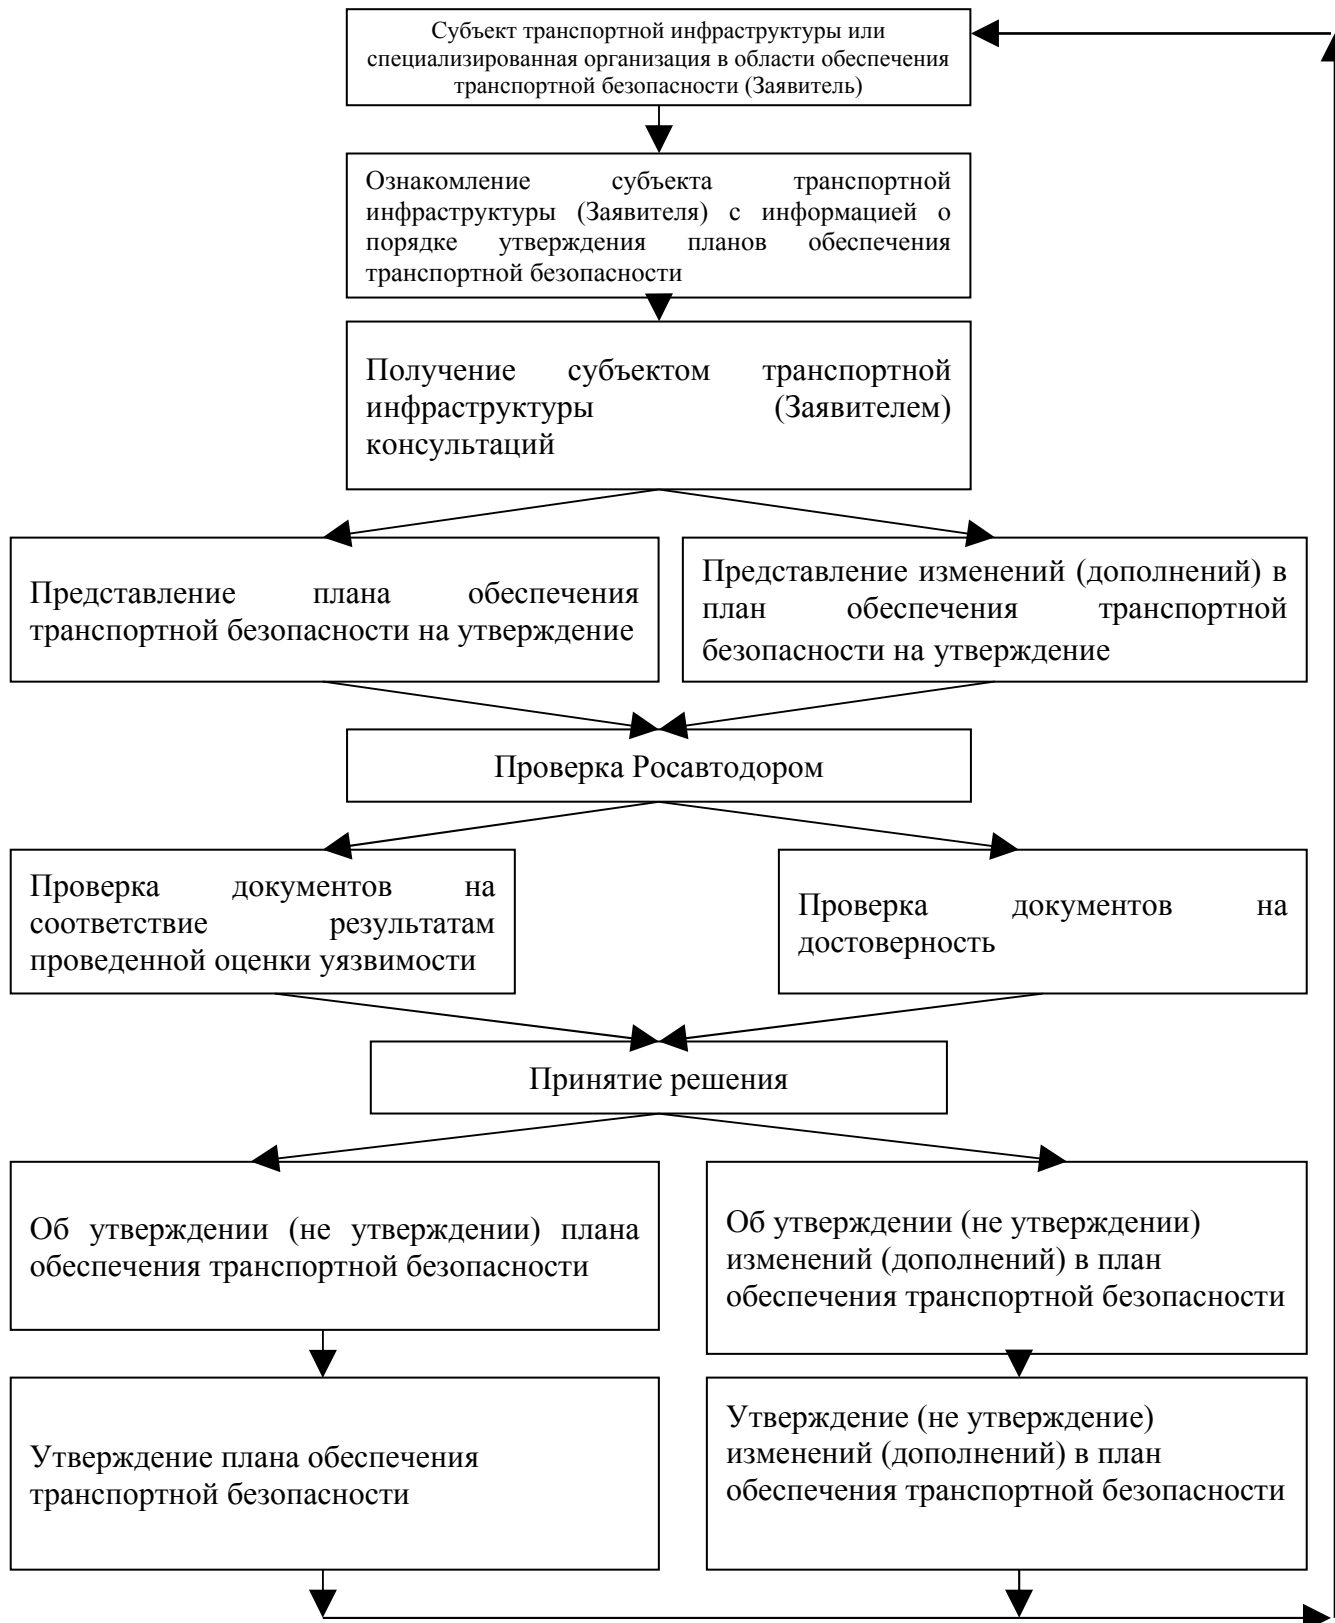 Субъект транспортной инфраструктуры или
специализированная организация в области обеспечения
транспортной безопасности (Заявитель)
Ознакомление субъекта транспортной
инфраструктуры (Заявителя) с информацией о
порядке утверждения планов обеспечения
транспортной безопасности
Получение субъектом транспортной
инфраструктуры (Заявителем)
консультаций
Представление плана обеспечения
транспортной безопасности на утверждение
Представление изменений (дополнений) в
план обеспечения транспортной
безопасности на утверждение
Проверка Росавтодором
Проверка документов на
соответствие результатам
проведенной оценки уязвимости
Проверка документов на
достоверность
Принятие решения
Об утверждении (не утверждении) плана
обеспечения транспортной безопасности
Об утверждении (не утверждении)
изменений (дополнений) в план
обеспечения транспортной безопасности
Утверждение плана обеспечения
транспортной безопасности
Утверждение (не утверждение)
изменений (дополнений) в план
обеспечения транспортной безопасности